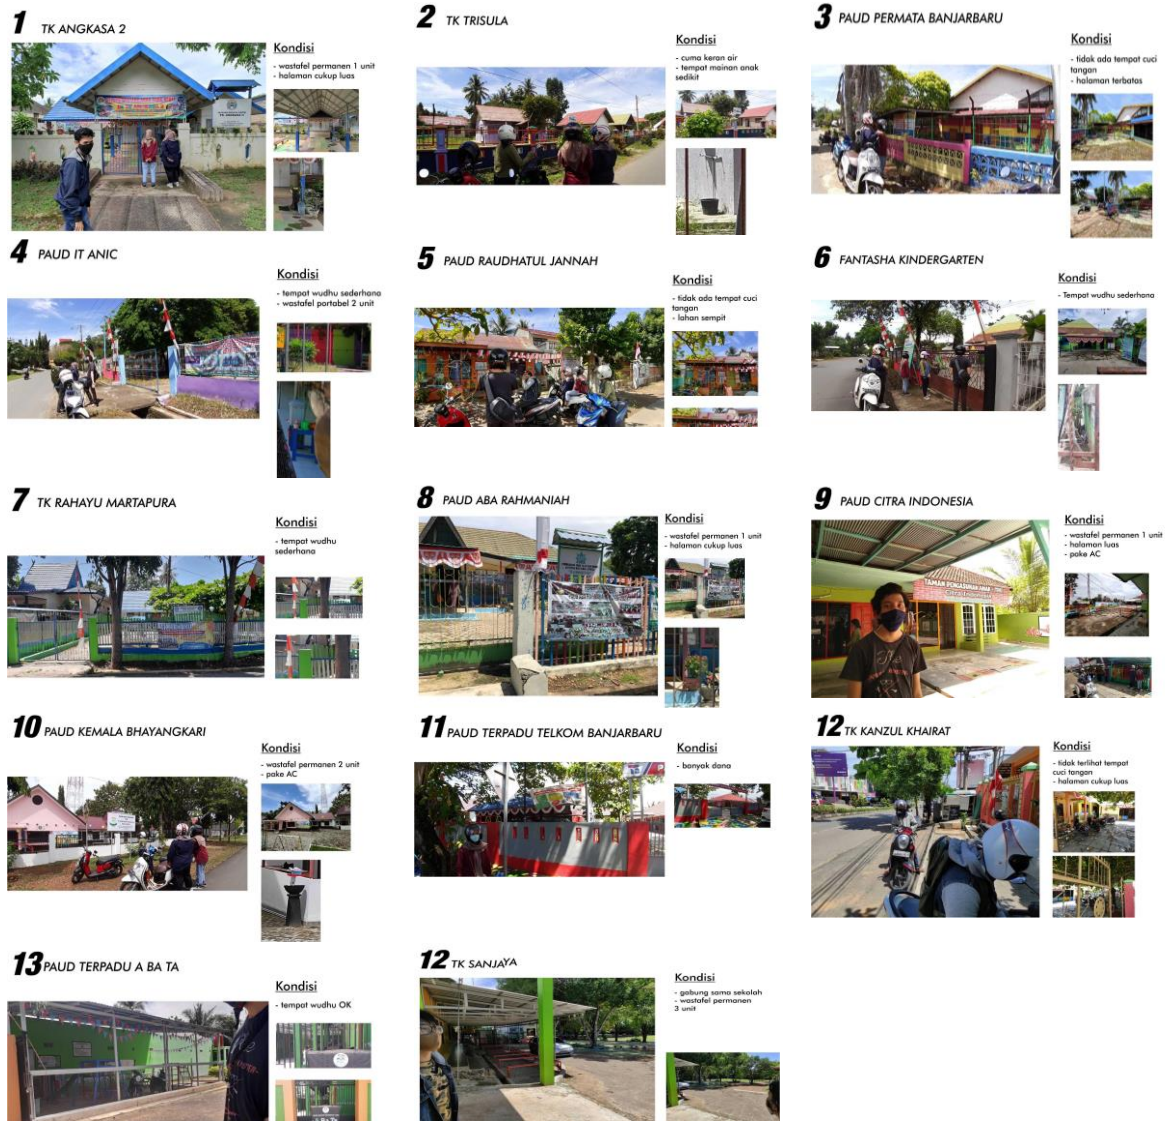 1 TK ANGKASA 2
Kondisi
- wastafel permanen 1 unit
- halaman cukup luas
2 TK TRISULA
Kondisi
- cuma keran air
- tempat mainan anak
sedikit
3 PAUD PERMATA BANJARBARU
Kondisi
- tidak ada tempat cuci
tangan
- halaman terbatas
4 PAUD IT ANIC
Kondisi
- tempat wudhu sederhana
- wastafel portabel 2 unit
5 PAUD RAUDHATUL JANNAH
Kondisi
- tidak ada tempat cuci
tangan
- lahan sempit
6 FANTASHA KINDERGARTEN
Kondisi
- Tempat wudhu sederhana
7 TK RAHAYU MARTAPURA
Kondisi
- tempat wudhu
sederhana
8 PAUD ABA RAHMANIAH
Kondisi
- wastafel permanen 1 unit
- halaman cukup luas
9 PAUD CITRA INDONESIA
Kondisi
- wastafel permanen 1 unit
- halaman luas
- pake AC
TAMAN PENGASUHAN ANAK
Citra Indonesia
10 PAUD KEMALA BHAYANGKARI
Kondisi
- wastafel permanen 2 unit
- pake AC
11 PAUD TERPADU TELKOM BANJARBARU
Kondisi
- banyak dana
12 TK KANZUL KHAIRAT
Kondisi
- tidak terlihat tempat
cuci tangan
- halaman cukup luas
13 PAUD TERPADU A BA TA
Kondisi
- tempat wudhu OK
A Ba Ta
12 TK SANJAYA
Kondisi
- gabung sama sekolah
- wastafel permanen
3 unit